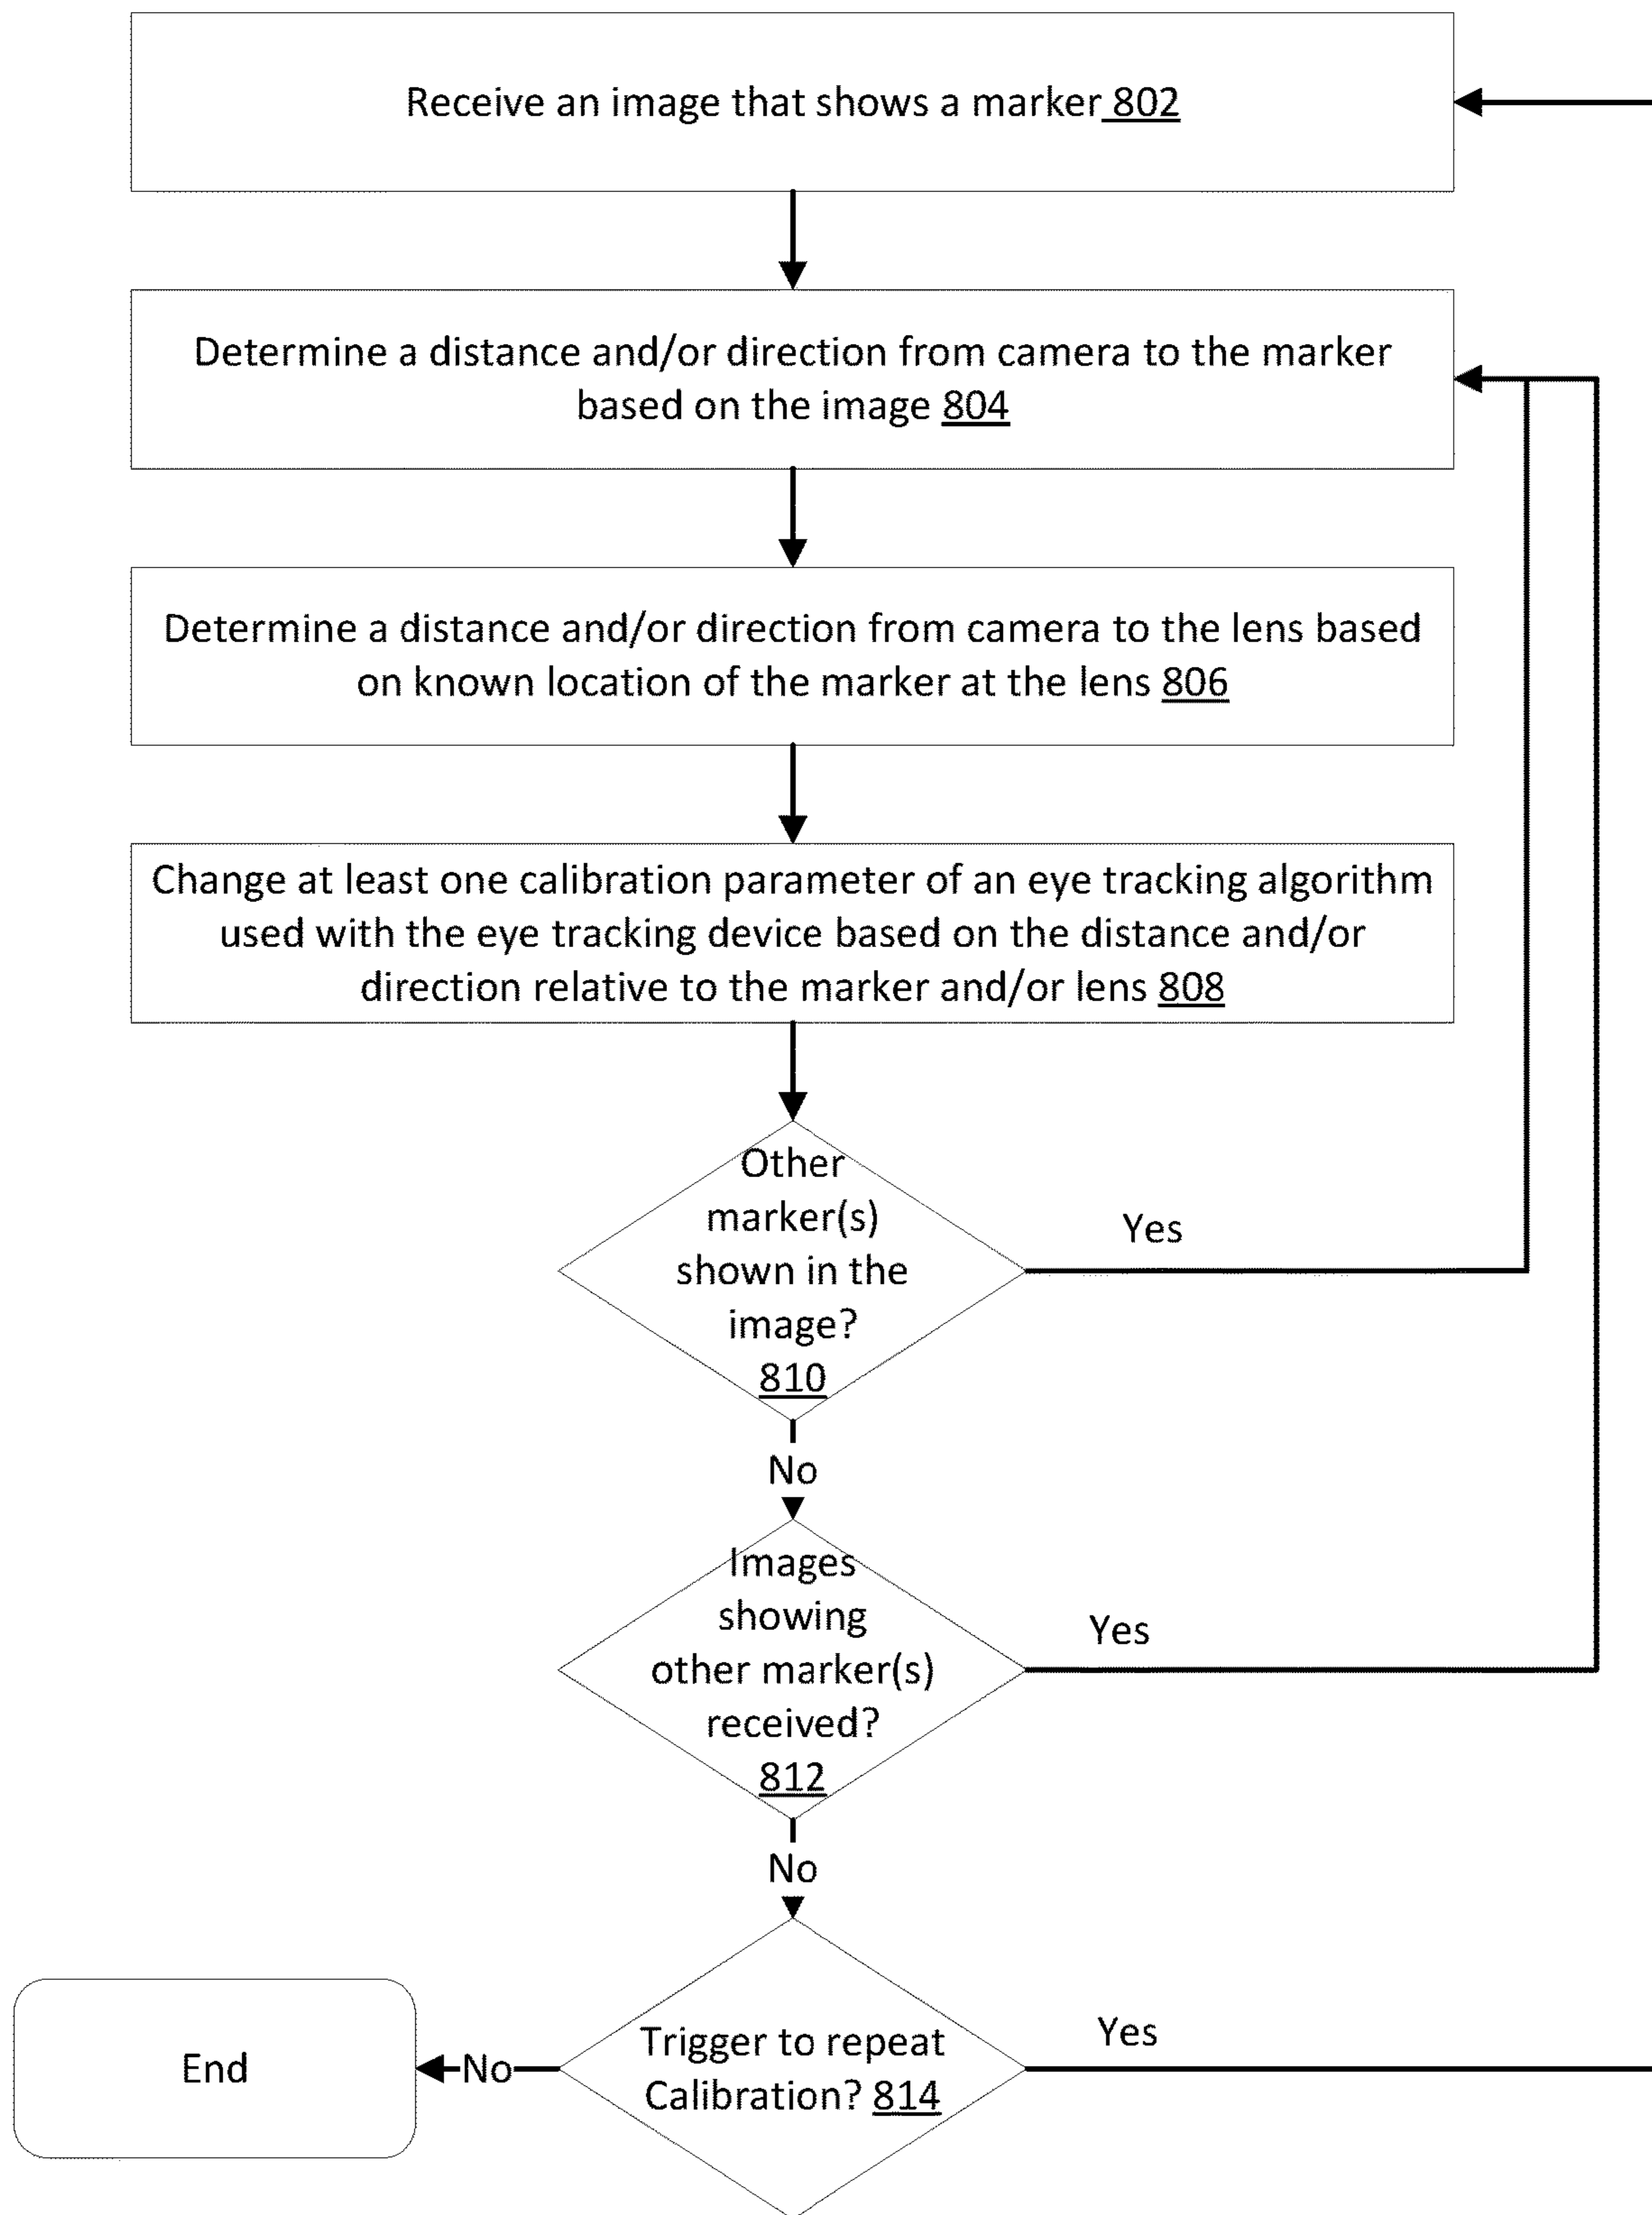 Receive an image that shows a marker 802
Determine a distance and/or direction from camera to the marker
based on the image 804
Determine a distance and/or direction from camera to the lens based
on known location of the marker at the lens 806
Change at least one calibration parameter of an eye tracking algorithm
used with the eye tracking device based on the distance and/or
direction relative to the marker and/or lens 808
Other
marker(s)
shown in the
image?
810
Yes
No
Images
showing
other marker(s)
received?
812
Yes
No
Trigger to repeat
Calibration? 814
Yes
No
End